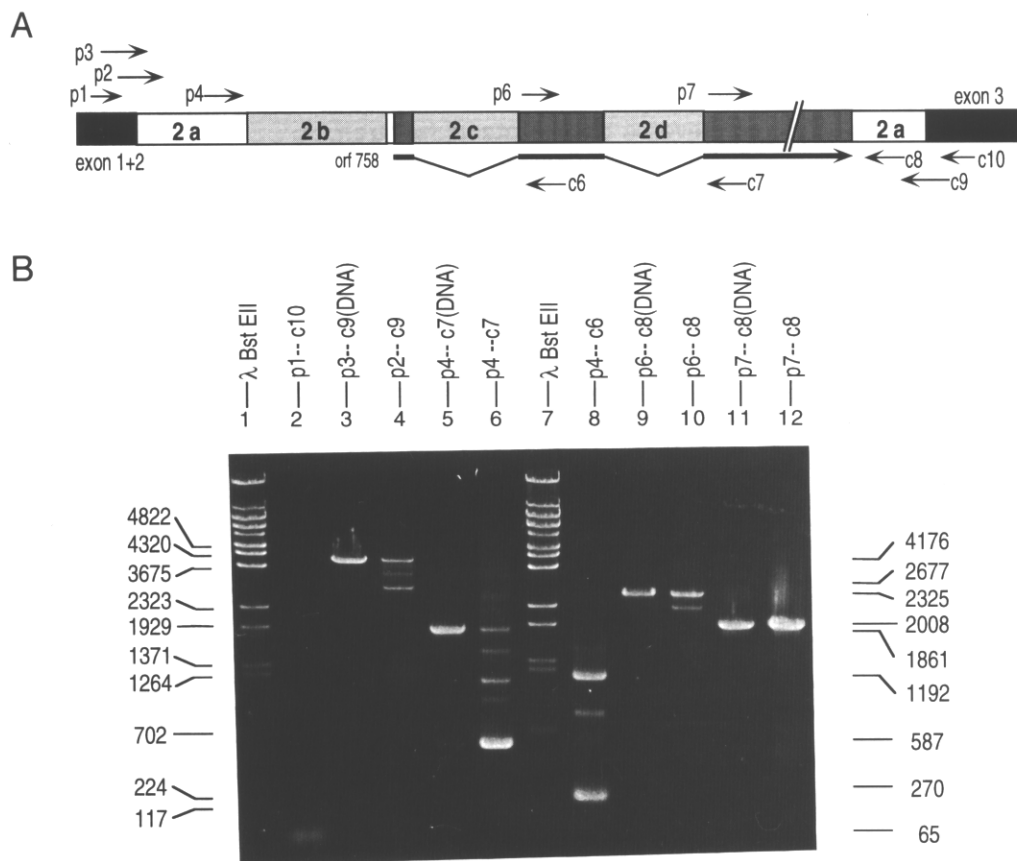 A
p3
p2
p1
p4
p6
p7
exon 3
2 a
2 b
2 c
2 d
2 a
exon 1+2
orf 758
c6
c7
c8
c10
c9
B
λ Bst EII
p1-- c10
p3-- c9(DNA)
p2-- c9
p4-- c7(DNA)
p4 --c7
λ Bst EII
p4-- c6
p6-- c8(DNA)
p6-- c8
p7-- c8(DNA)
p7-- c8
1 2 3 4 5 6 7 8 9 10 11 12
4822
4320
3675
2323
1929
1371
1264
702
224
117
4176
2677
2325
2008
1861
1192
587
270
65